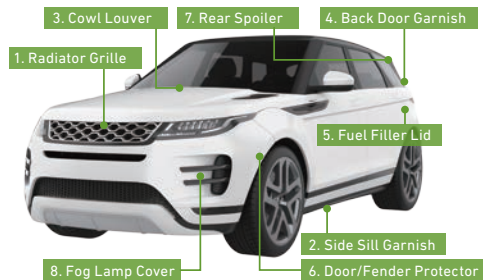 3. Cowl Louver
7. Rear Spoiler
4. Back Door Garnish
1. Radiator Grille
5. Fuel Filler Lid
2. Side Sill Garnish
8. Fog Lamp Cover
6. Door/Fender Protector